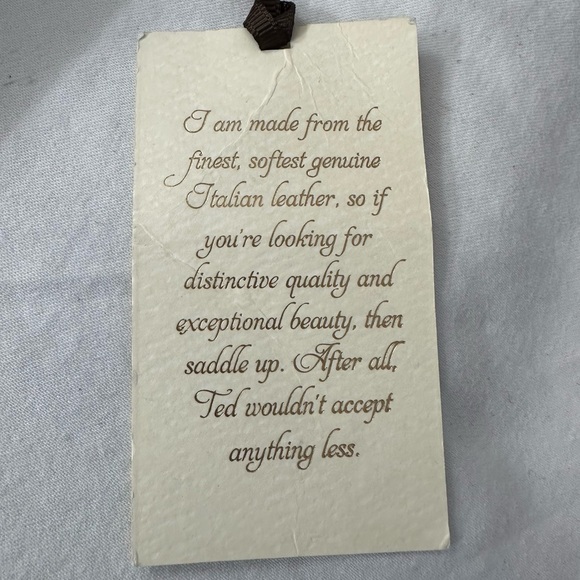 I am made from the
finest, softest genuine
Italian leather, so if
you're looking for
distinctive quality and
exceptional beauty, then
saddle up. After all,
Ted wouldn't accept
anything less.